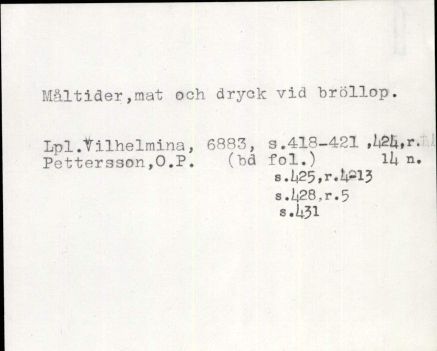 Måltider,mat och dryck vid bröllop.
Lpl.Vilhelmina, 6883, s.418-421 ,424,r.
Pettersson,O.P. (bd fol.) 14 n.
s.425,r.4-13
s.428,r.5
s.431